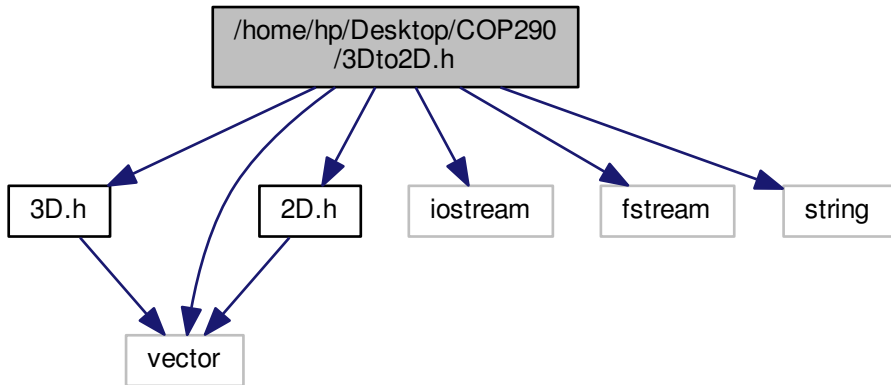 /home/hp/Desktop/COP290
/3Dto2D.h
3D.h
2D.h
iostream
fstream
string
vector